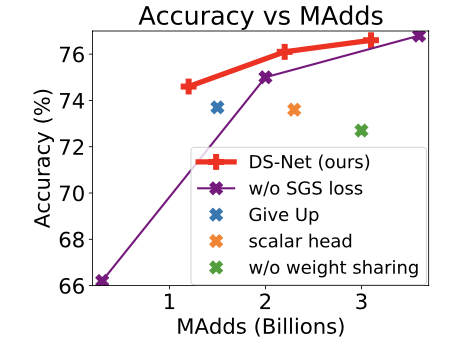 Accuracy vs MAdds
Accuracy (%)
76
74
72
70
68
66
DS-Net (ours)
w/o SGS loss
Give Up
scalar head
w/o weight sharing
1 2 3
MAdds (Billions)